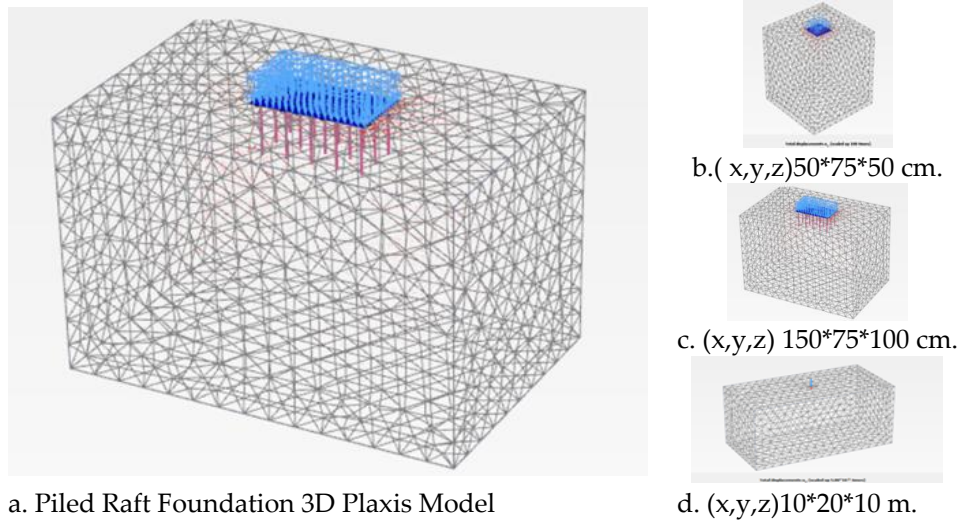 b.( x,y,z)50*75*50 cm.
c. (x,y,z) 150*75*100 cm.
a. Piled Raft Foundation 3D Plaxis Model
d. (x,y,z)10*20*10 m.